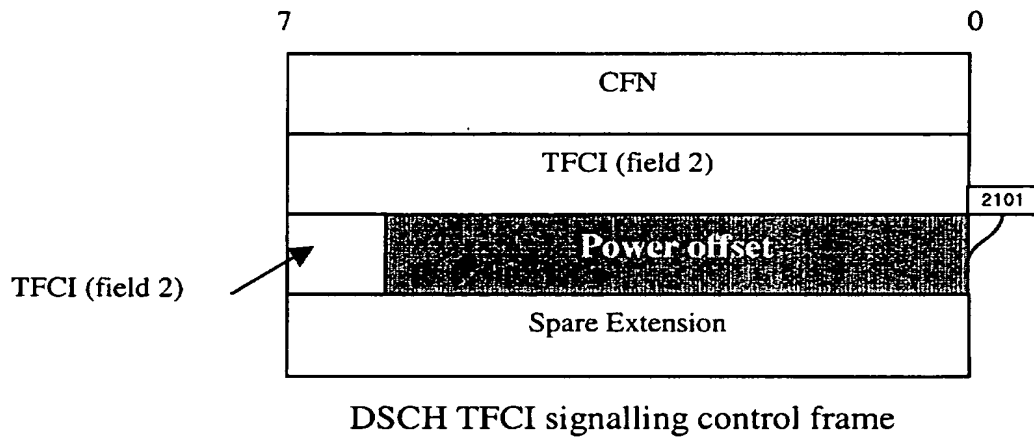 7 0
CFN
TFCI (field 2)
2101
Power offset
TFCI (field 2)
Spare Extension
DSCH TFCI signalling control frame